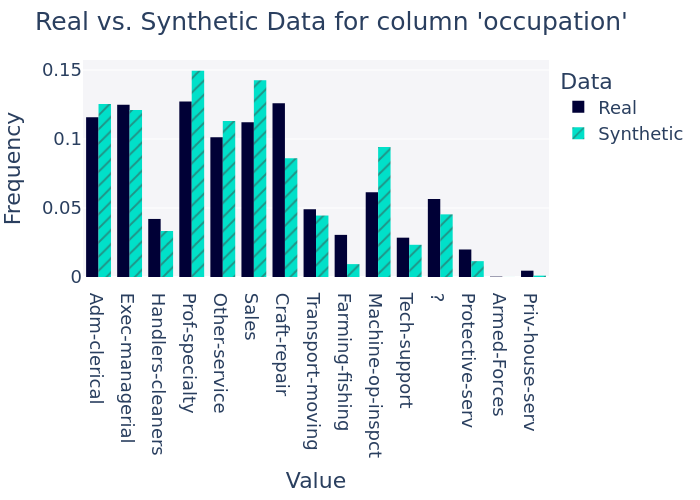 Real vs. Synthetic Data for column 'occupation'
Data
Real
Synthetic
Frequency
0.15
0.1
0.05
0
Adm-clerical
Exec-managerial
Handlers-cleaners
Prof-specialty
Other-service
Sales
Craft-repair
Transport-moving
Farming-fishing
Machine-op-inspct
Tech-support
?
Protective-serv
Armed-Forces
Priv-house-serv
Value